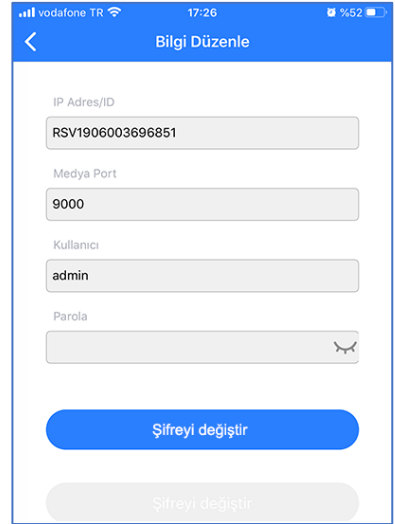 vodafone TR 17:26 %52
Bilgi Düzenle
IP Adres/ID
RSV1906003696851
Medya Port
9000
Kullanıcı
admin
Parola
Şifreyi değiştir
Şifreyi değiştir